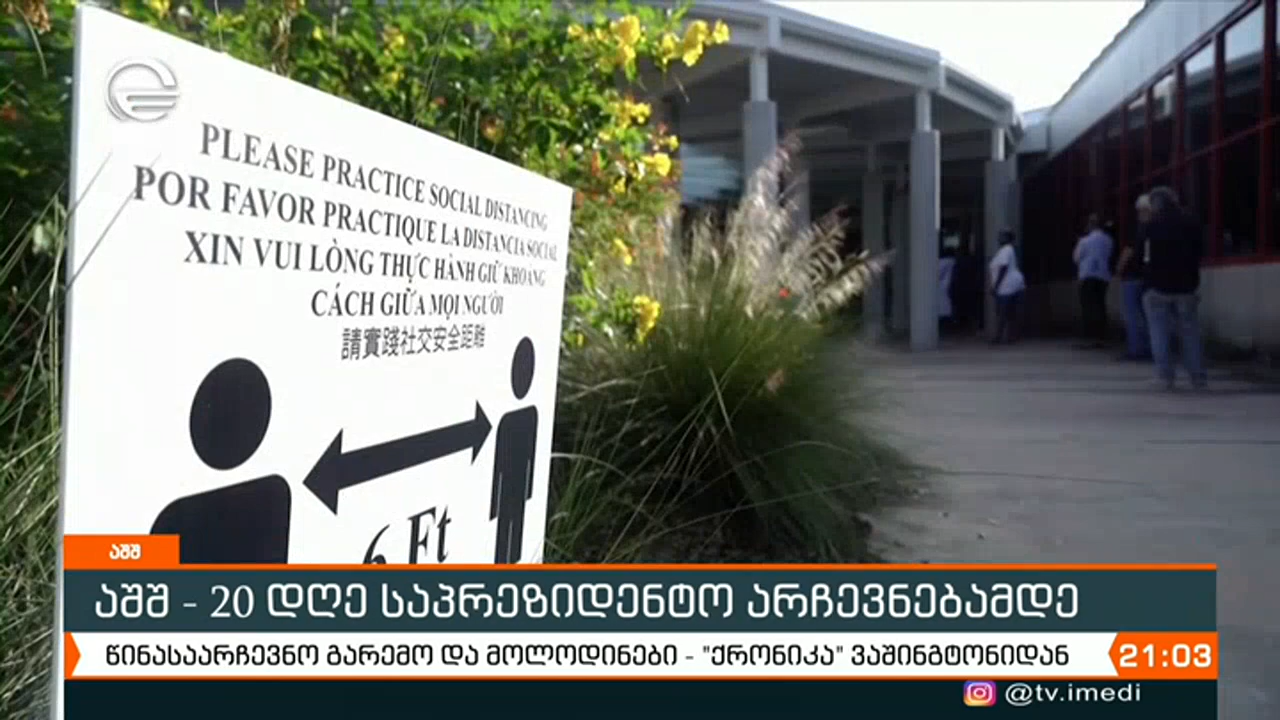 PLEASE PRACTICE SOCIAL DISTANCING
POR FAVOR PRACTIQUE LA DISTANCIA SOCIAL
XIN VUI LÒNG THỰC HÀNH GIỮ KHOẢNG
CÁCH GIỮA MỌI NGƯỜI
請實踐社交安全距離
6 Ft
აშშ
აშშ - 20 დღე საპრეზიდენტო არჩევნებამდე
წინასაარჩევნო გარემო და მოლოდინები - "ქრონიკა" ვაშინგტონიდან
21:03
@tv.imedi